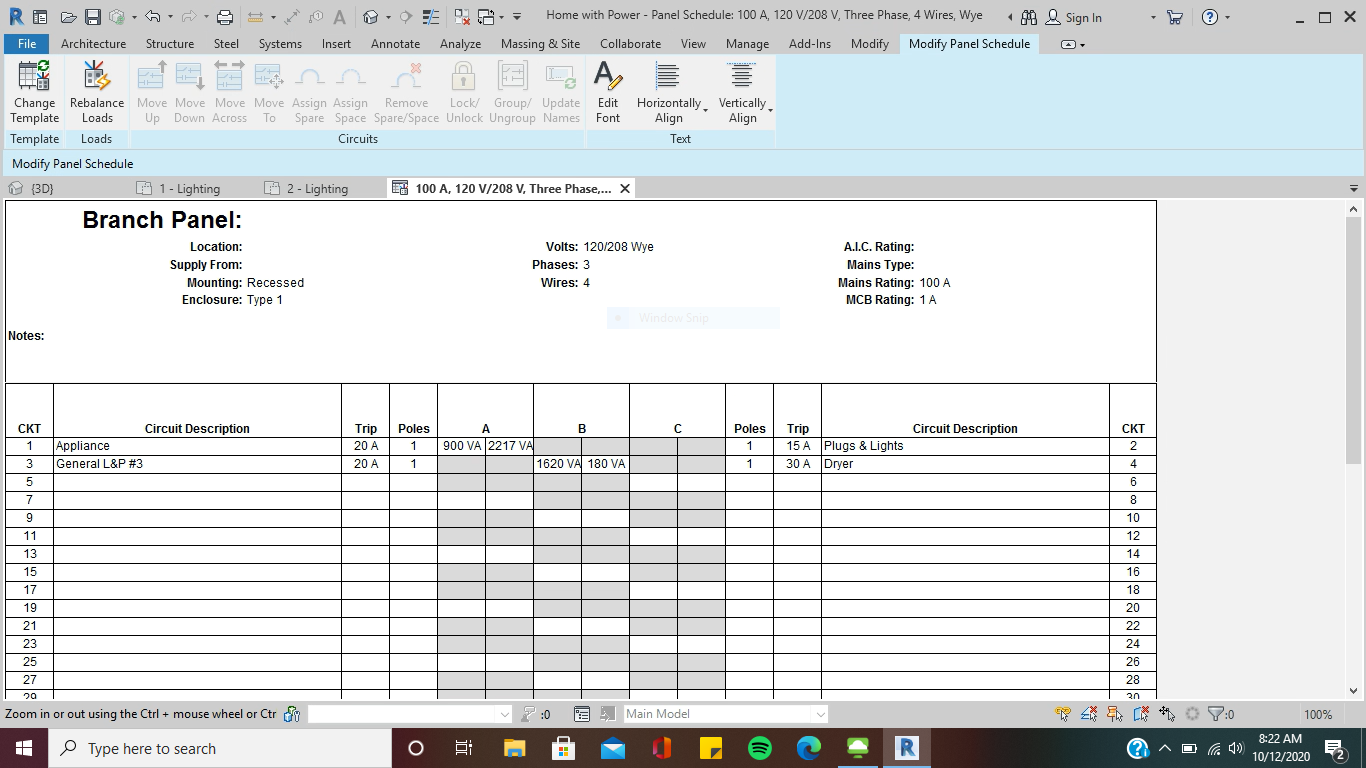 Home with Power - Panel Schedule: 100 A, 120 V/208 V, Three Phase, 4 Wires, Wye
Sign In
File Architecture Structure Steel Systems Insert Annotate Analyze Massing & Site Collaborate View Manage Add-Ins Modify Modify Panel Schedule
Change Template
Rebalance Loads
Move Up
Move Down
Move Across
Move To
Assign Spare
Assign Space
Remove Spare/Space
Lock/ Unlock
Group/ Ungroup
Update Names
Edit Font
Horizontally Align
Vertically Align
Template Loads Circuits Text
Modify Panel Schedule
{3D} 1 - Lighting 2 - Lighting 100 A, 120 V/208 V, Three Phase,...
Branch Panel:
Location: Volts: 120/208 Wye A.I.C. Rating:
Supply From: Phases: 3 Mains Type:
Mounting: Recessed Wires: 4 Mains Rating: 100 A
Enclosure: Type 1 MCB Rating: 1 A
Window Snip
Notes:
CKT Circuit Description Trip Poles A B C Poles Trip Circuit Description CKT
1 Appliance 20 A 1 900 VA 2217 VA 1 15 A Plugs & Lights 2
3 General L&P #3 20 A 1 1620 VA 180 VA 1 30 A Dryer 4
5 6
7 8
9 10
11 12
13 14
15 16
17 18
19 20
21 22
23 24
25 26
27 28
29 30
Zoom in or out using the Ctrl + mouse wheel or Ctr :0 Main Model :0 100%
Type here to search
8:22 AM
10/12/2020
2